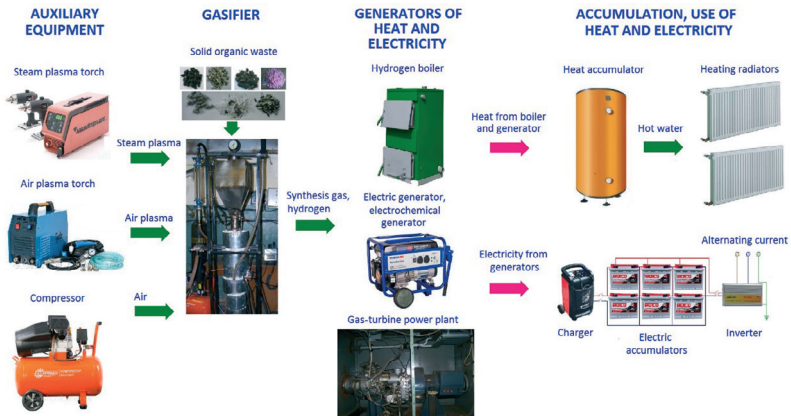 AUXILIARY
EQUIPMENT
Steam plasma torch
Steam plasma
Air plasma torch
Air plasma
Compressor
Air
GASIFIER
Solid organic waste
Synthesis gas,
hydrogen
GENERATORS OF
HEAT AND
ELECTRICITY
Hydrogen boiler
Electric generator,
electrochemical
generator
Gas-turbine power plant
Heat from boiler
and generator
Electricity from
generators
ACCUMULATION, USE OF
HEAT AND ELECTRICITY
Heat accumulator
Hot water
Heating radiators
Charger
Electric
accumulators
Alternating current
Inverter